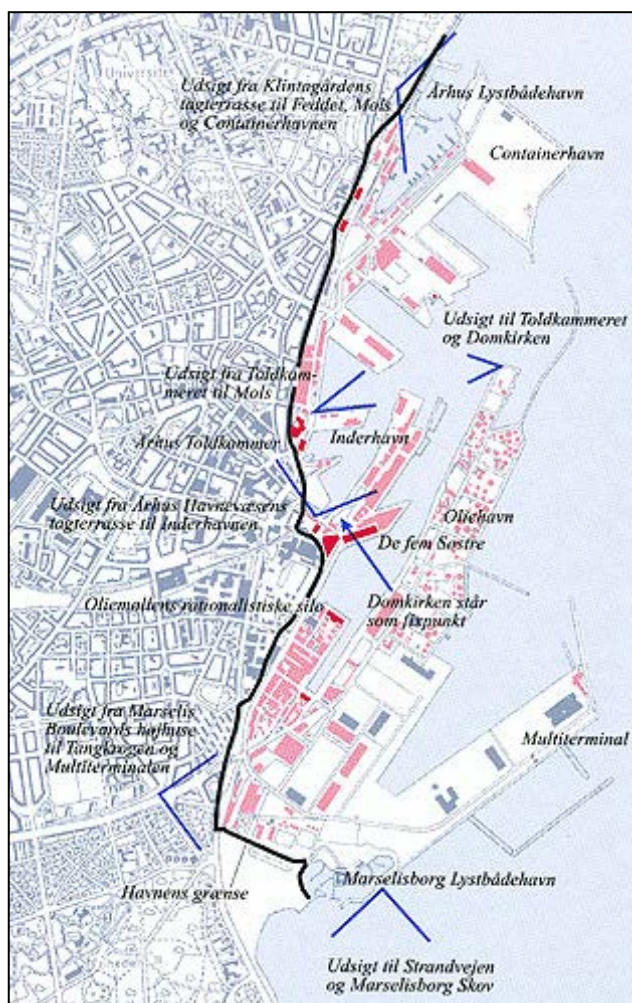 Universitet
Udsigt fra Klintegårdens
tagterrasse til Feddet, Mols
og Containerhavnen
Århus Lystbådehavn
Containerhavn
Udsigt til Toldkammeret
og Domkirken
Udsigt fra Toldkam-
meret til Mols
Århus Toldkammer
Inderhavn
Udsigt fra Århus Havnevæsens
tagterrasse til inderhavnen
Oliehavn
De fem Søstre
Oliemøllens rationalistiske silo
Domkirken står
som fixpunkt
Udsigt fra Marselis
Boulevards højhuse
til Tangkrogen og
Multiterminalen
Multiterminal
Havnens grænse
Marselisborg Lystbådehavn
Udsigt til Strandvejen
og Marselisborg Skov